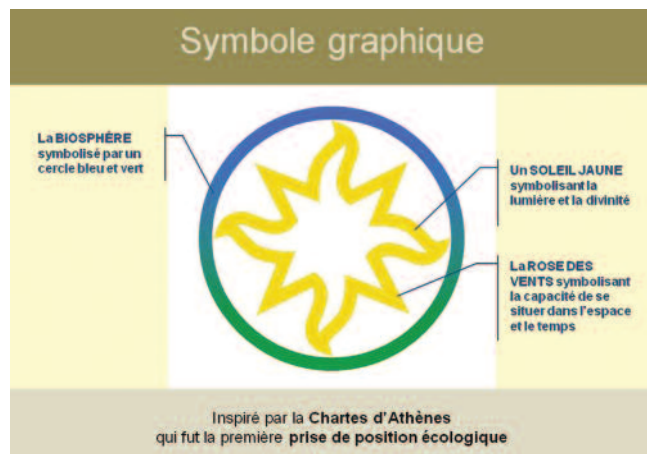 Symbole graphique
La BIOSPHÈRE
symbolisé par un
cercle bleu et vert
Un SOLEIL JAUNE
symbolisant la
lumière et la divinité
La ROSE DES
VENTS symbolisant
la capacité de se
situer dans l'espace
et le temps
Inspiré par la Chartes d'Athènes
qui fut la première prise de position écologique